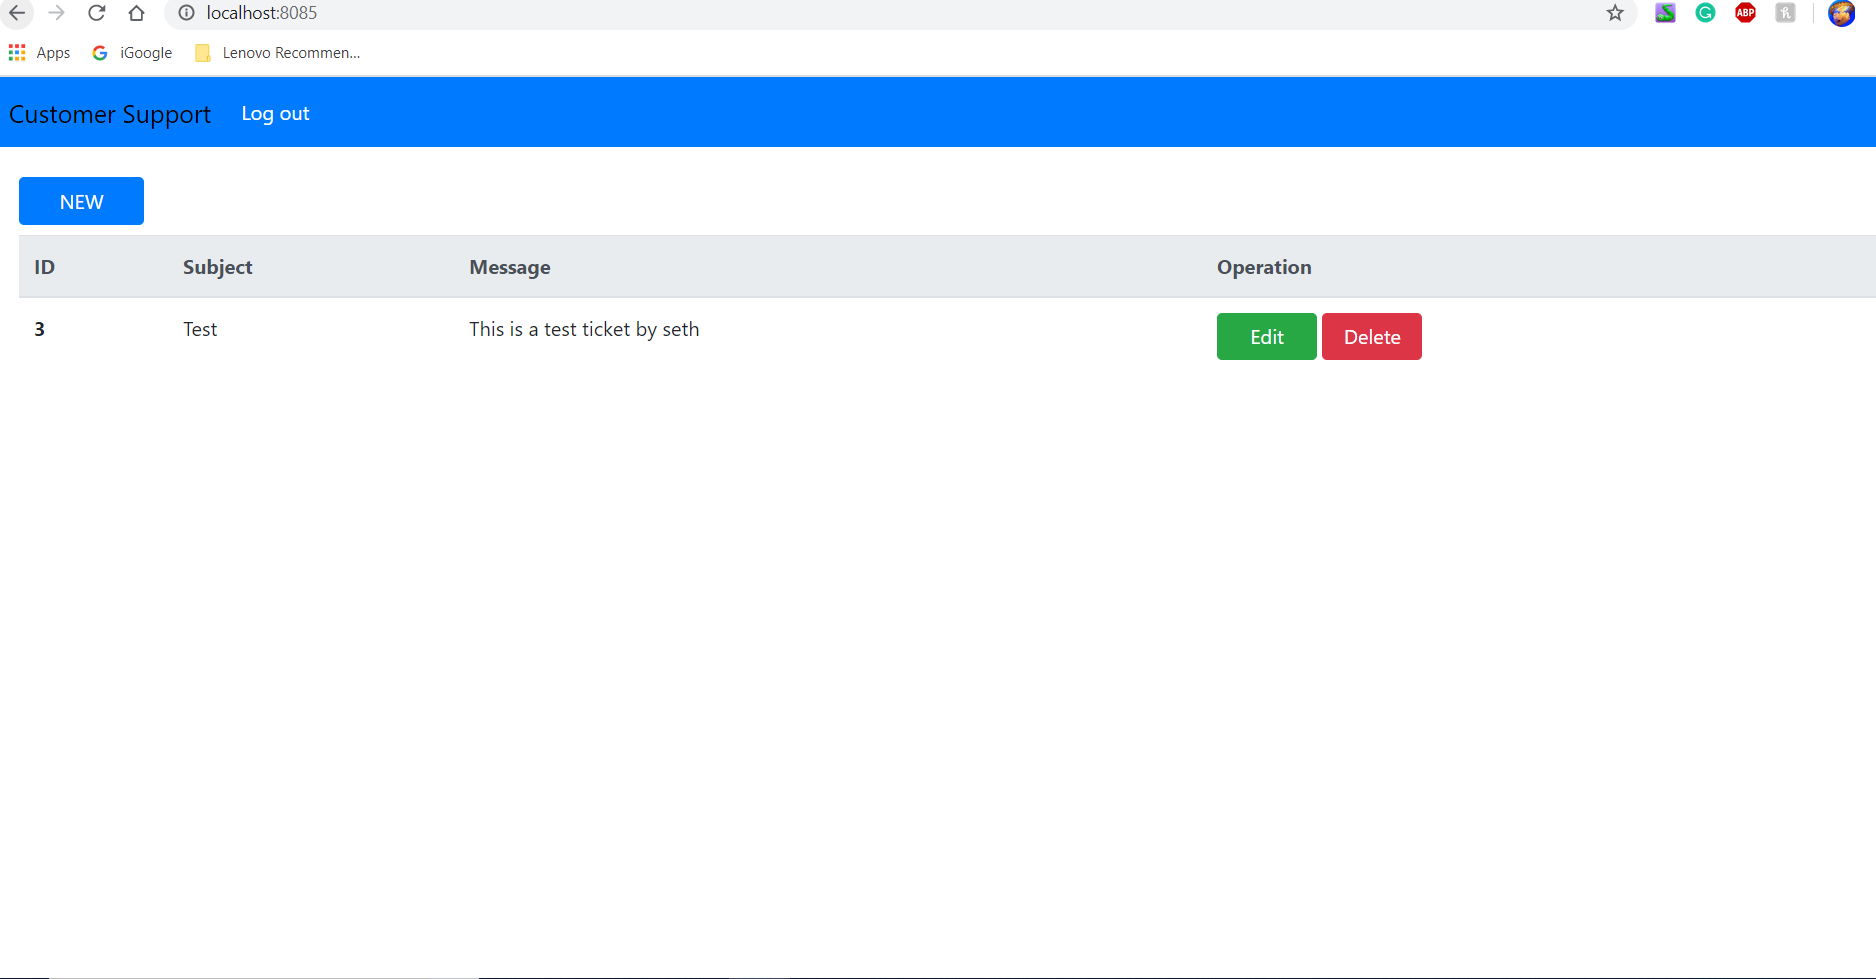 localhost:8085
ABP
Apps iGoogle Lenovo Recommen...
Customer Support Log out
NEW
ID Subject Message Operation
3 Test This is a test ticket by seth Edit Delete